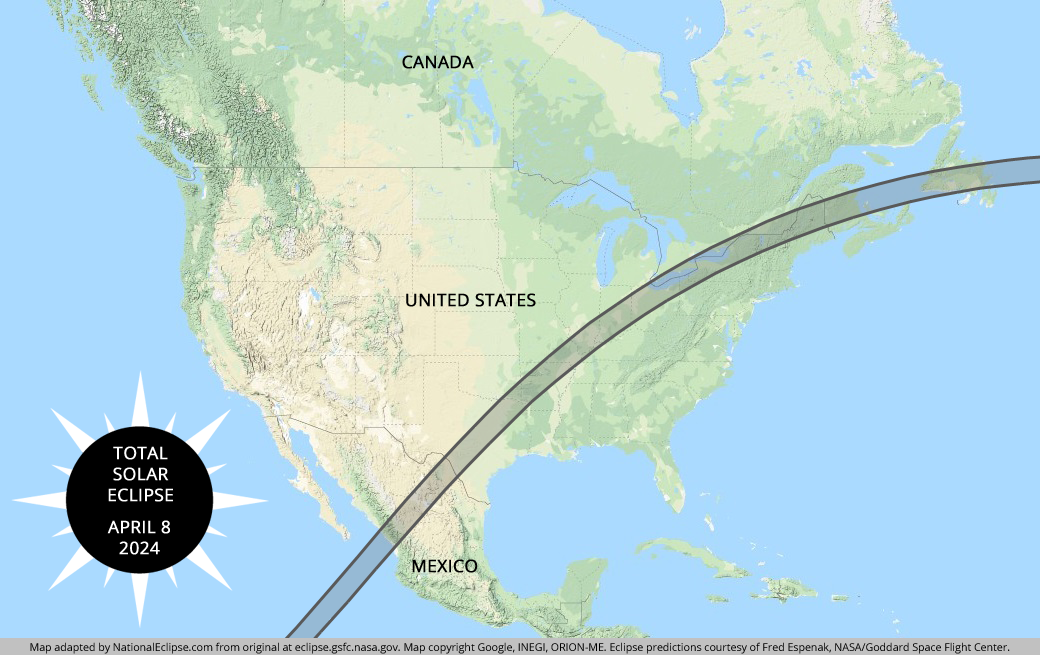 CANADA
UNITED STATES
TOTAL
SOLAR
ECLIPSE
APRIL 8
2024
MEXICO
Map adapted by NationalEclipse.com from original at eclipse.gsfc.nasa.gov. Map copyright Google, INEGI, ORION-ME. Eclipse predictions courtesy of Fred Espenak, NASA/Goddard Space Flight Center.